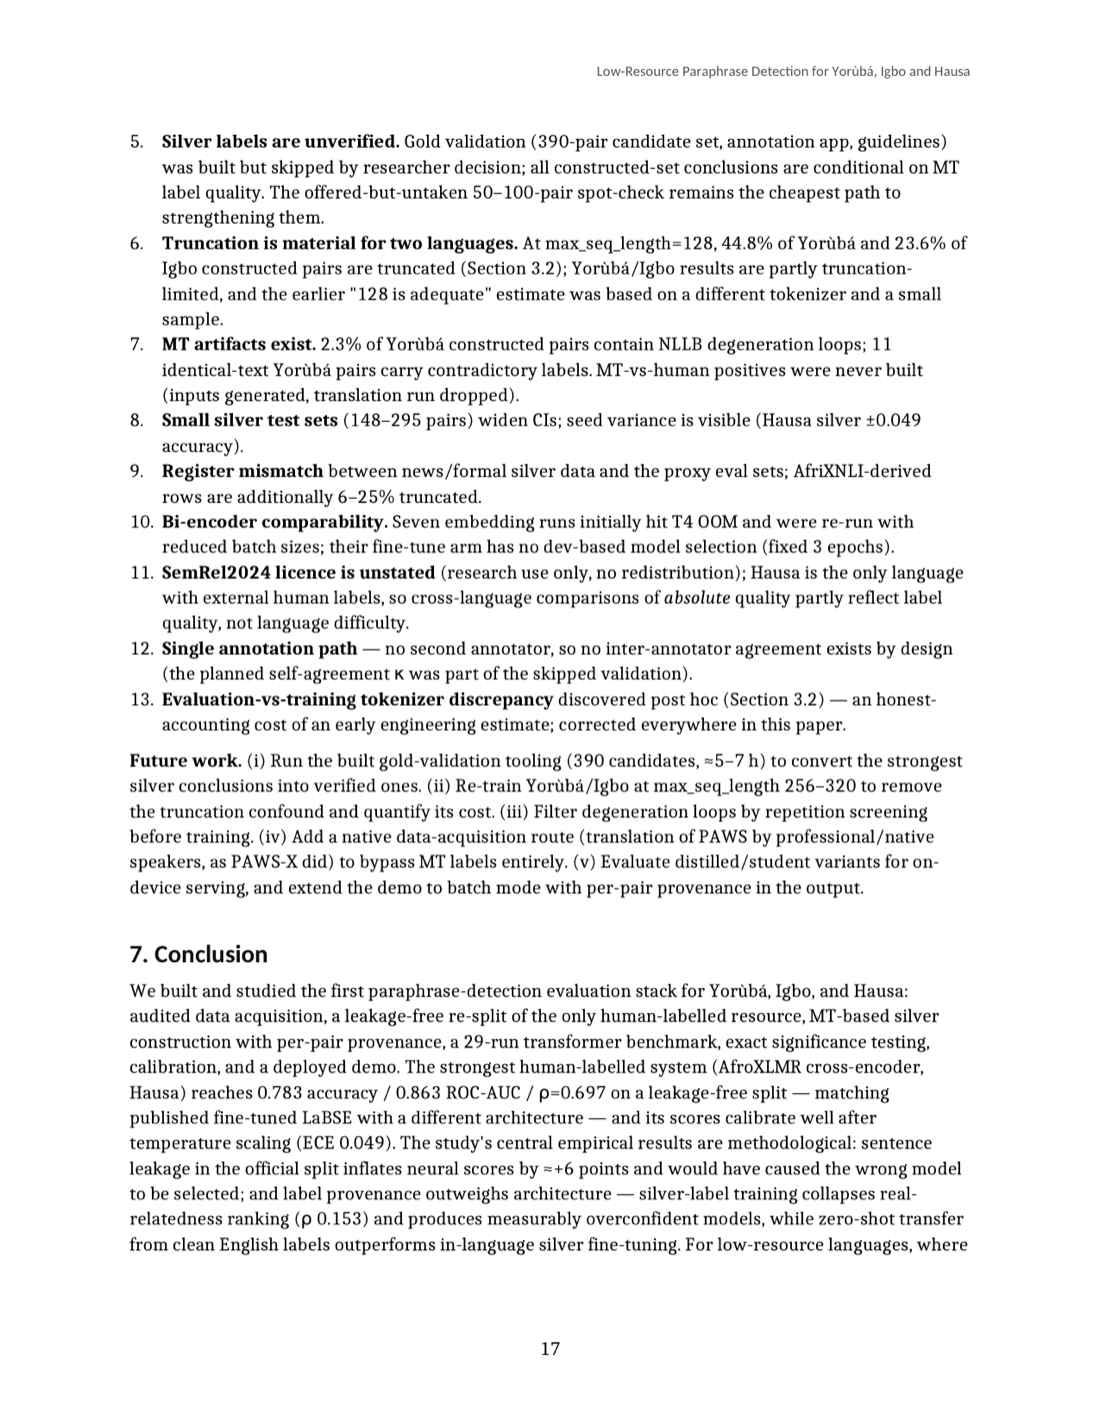 Low-Resource Paraphrase Detection for Yorùbá, Igbo and Hausa
5. Silver labels are unverified. Gold validation (390-pair candidate set, annotation app, guidelines)
was built but skipped by researcher decision; all constructed-set conclusions are conditional on MT
label quality. The offered-but-untaken 50–100-pair spot-check remains the cheapest path to
strengthening them.
6. Truncation is material for two languages. At max_seq_length=128, 44.8% of Yorùbá and 23.6% of
Igbo constructed pairs are truncated (Section 3.2); Yorùbá/Igbo results are partly truncation-
limited, and the earlier "128 is adequate" estimate was based on a different tokenizer and a small
sample.
7. MT artifacts exist. 2.3% of Yorùbá constructed pairs contain NLLB degeneration loops; 11
identical-text Yorùbá pairs carry contradictory labels. MT-vs-human positives were never built
(inputs generated, translation run dropped).
8. Small silver test sets (148–295 pairs) widen CIs; seed variance is visible (Hausa silver ±0.049
accuracy).
9. Register mismatch between news/formal silver data and the proxy eval sets; AfriXNLI-derived
rows are additionally 6–25% truncated.
10. Bi-encoder comparability. Seven embedding runs initially hit T4 OOM and were re-run with
reduced batch sizes; their fine-tune arm has no dev-based model selection (fixed 3 epochs).
11. SemRel2024 licence is unstated (research use only, no redistribution); Hausa is the only language
with external human labels, so cross-language comparisons of absolute quality partly reflect label
quality, not language difficulty.
12. Single annotation path — no second annotator, so no inter-annotator agreement exists by design
(the planned self-agreement κ was part of the skipped validation).
13. Evaluation-vs-training tokenizer discrepancy discovered post hoc (Section 3.2) — an honest-
accounting cost of an early engineering estimate; corrected everywhere in this paper.
Future work. (i) Run the built gold-validation tooling (390 candidates, ≈5–7 h) to convert the strongest
silver conclusions into verified ones. (ii) Re-train Yorùbá/Igbo at max_seq_length 256–320 to remove
the truncation confound and quantify its cost. (iii) Filter degeneration loops by repetition screening
before training. (iv) Add a native data-acquisition route (translation of PAWS by professional/native
speakers, as PAWS-X did) to bypass MT labels entirely. (v) Evaluate distilled/student variants for on-
device serving, and extend the demo to batch mode with per-pair provenance in the output.
7. Conclusion
We built and studied the first paraphrase-detection evaluation stack for Yorùbá, Igbo, and Hausa:
audited data acquisition, a leakage-free re-split of the only human-labelled resource, MT-based silver
construction with per-pair provenance, a 29-run transformer benchmark, exact significance testing,
calibration, and a deployed demo. The strongest human-labelled system (AfroXLMR cross-encoder,
Hausa) reaches 0.783 accuracy / 0.863 ROC-AUC / ρ=0.697 on a leakage-free split — matching
published fine-tuned LaBSE with a different architecture — and its scores calibrate well after
temperature scaling (ECE 0.049). The study's central empirical results are methodological: sentence
leakage in the official split inflates neural scores by ≈+6 points and would have caused the wrong model
to be selected; and label provenance outweighs architecture — silver-label training collapses real-
relatedness ranking (ρ 0.153) and produces measurably overconfident models, while zero-shot transfer
from clean English labels outperforms in-language silver fine-tuning. For low-resource languages, where
17